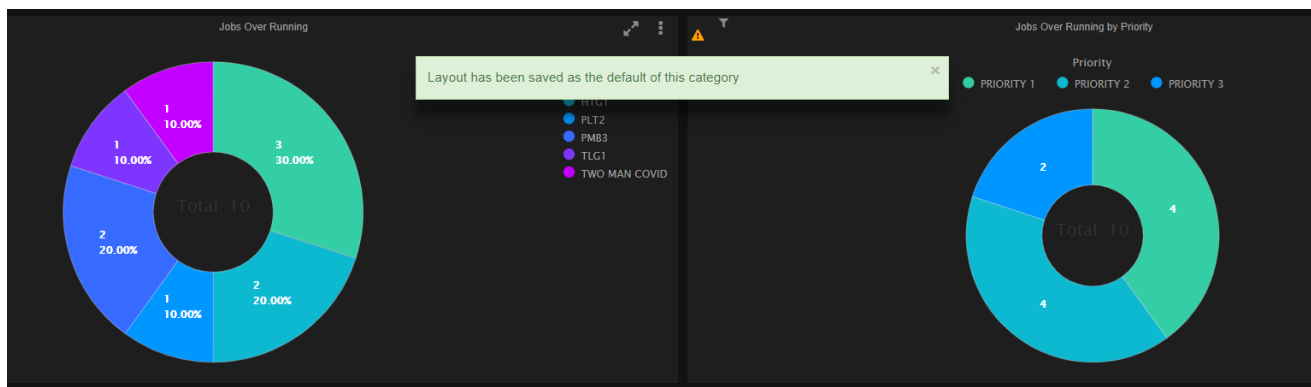 Jobs Over Running
3
30.00%
2
20.00%
1
10.00%
2
20.00%
1
10.00%
1
10.00%
Total: 10
HTG1
PLT2
PMB3
TLG1
TWO MAN COVID
Layout has been saved as the default of this category
×
Jobs Over Running by Priority
Priority
PRIORITY 1 PRIORITY 2 PRIORITY 3
4
4
2
Total: 10